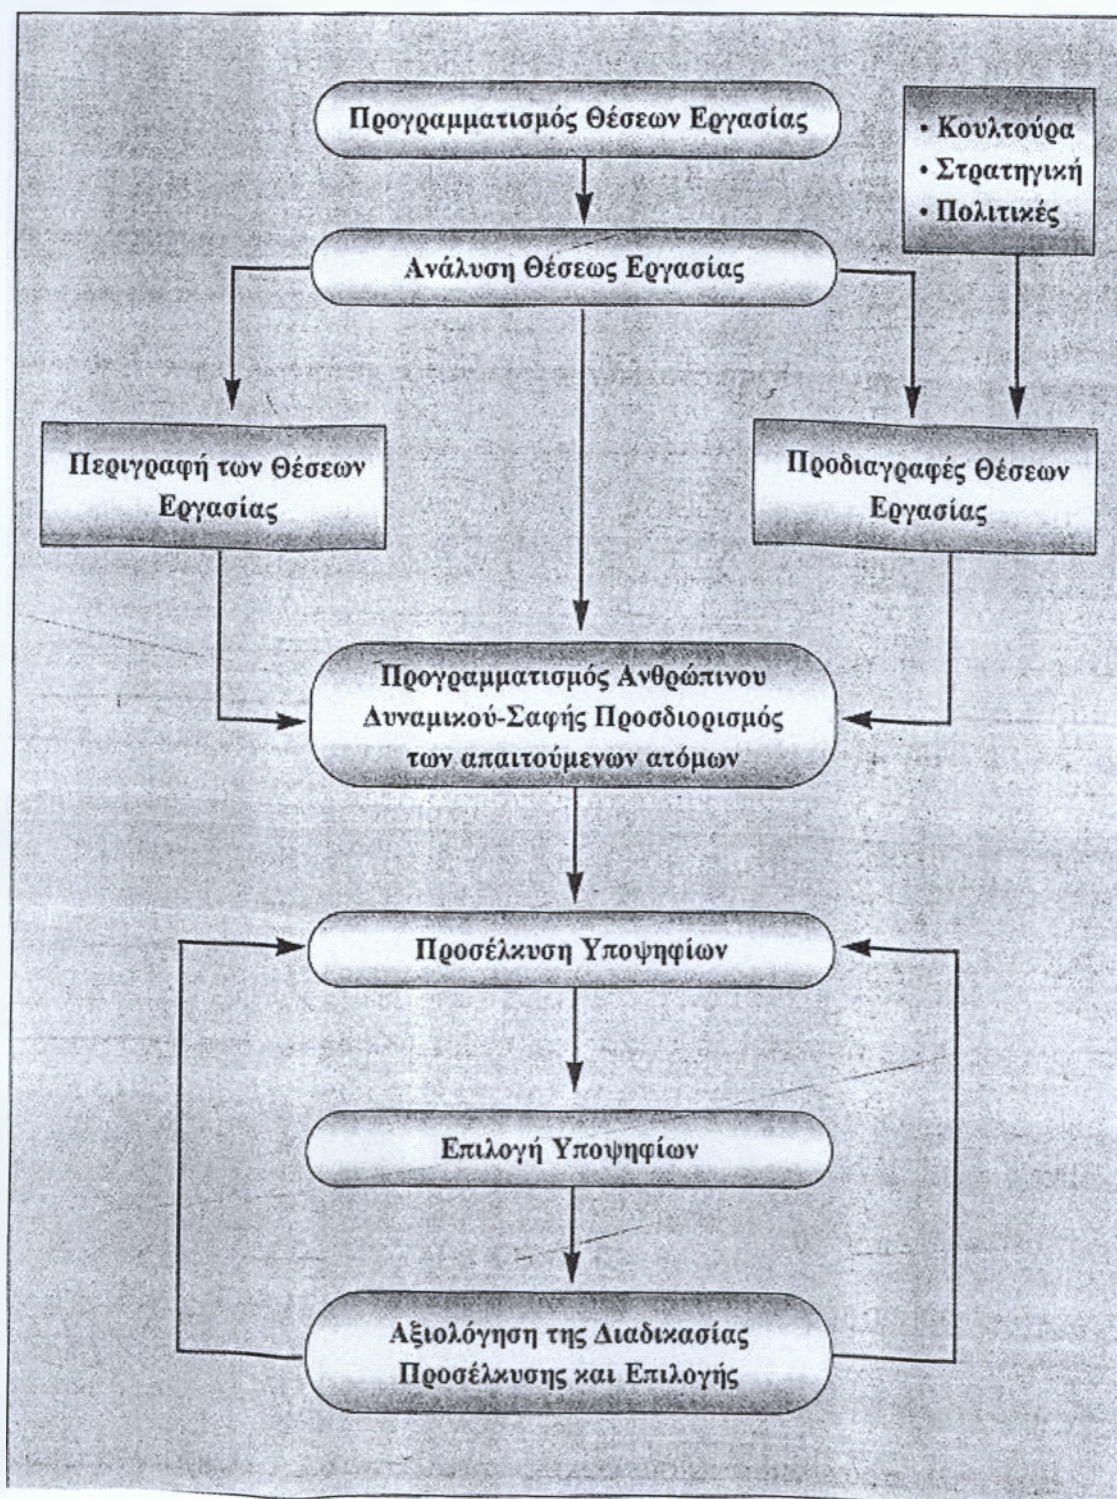 Προγραμματισμός Θέσεων Εργασίας
• Κουλτούρα
• Στρατηγική
• Πολιτικές
Ανάλυση Θέσεως Εργασίας
Περιγραφή των Θέσεων
Εργασίας
Προδιαγραφές Θέσεων
Εργασίας
Προγραμματισμός Ανθρώπινου
Δυναμικού-Σαφής Προσδιορισμός
των απαιτούμενων ατόμων
Προσέλκυση Υποψηφίων
Επιλογή Υποψηφίων
Αξιολόγηση της Διαδικασίας
Προσέλκυσης και Επιλογής